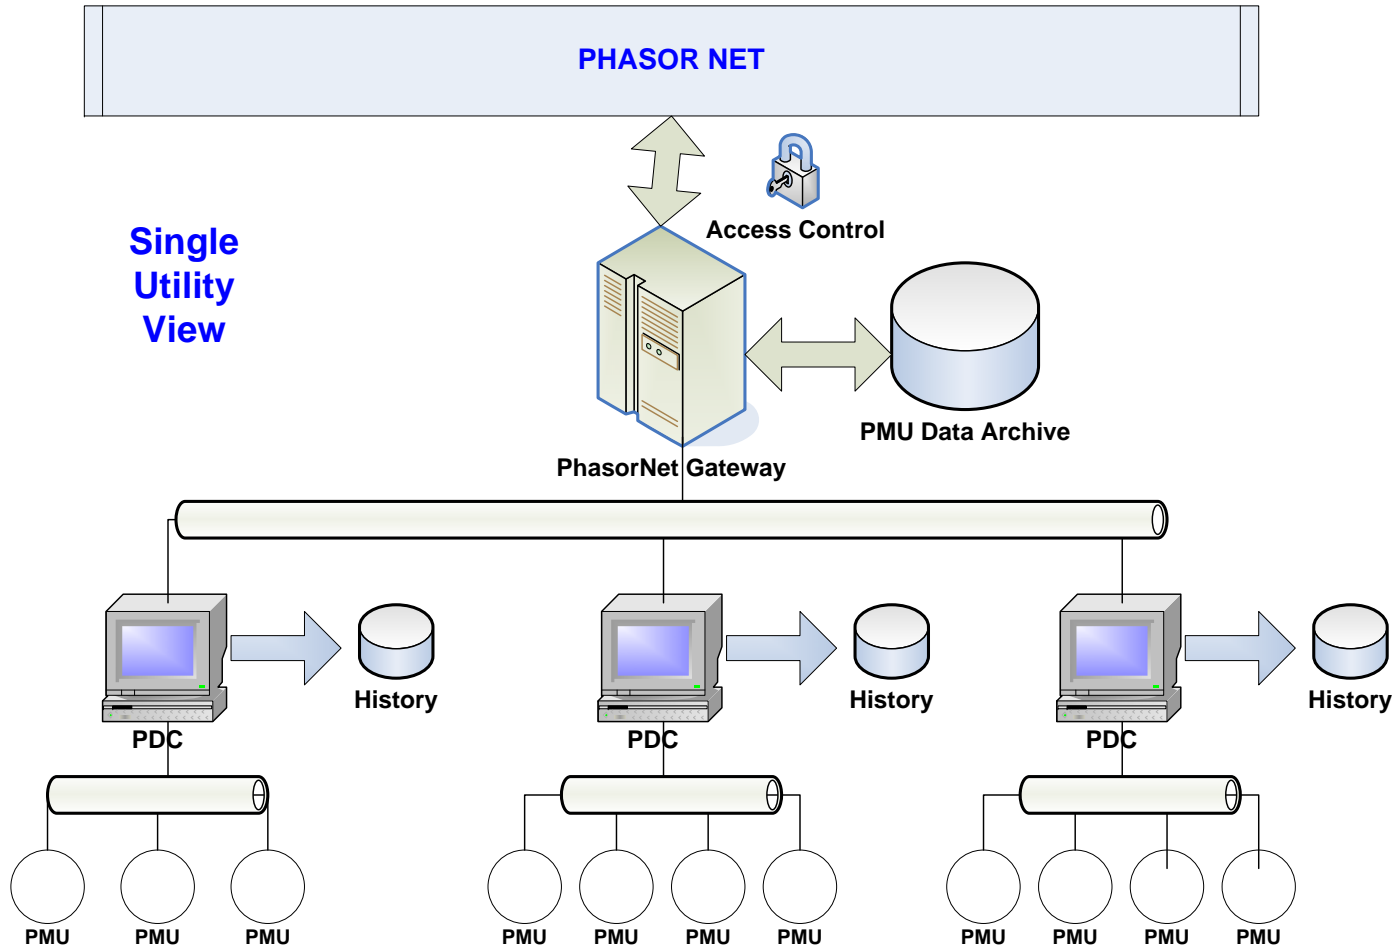 PHASOR NET
Access Control
Single
Utility
View
PMU Data Archive
PhasorNet Gateway
History
History
History
PDC
PDC
PDC
PMU
PMU
PMU
PMU
PMU
PMU
PMU
PMU
PMU
PMU
PMU